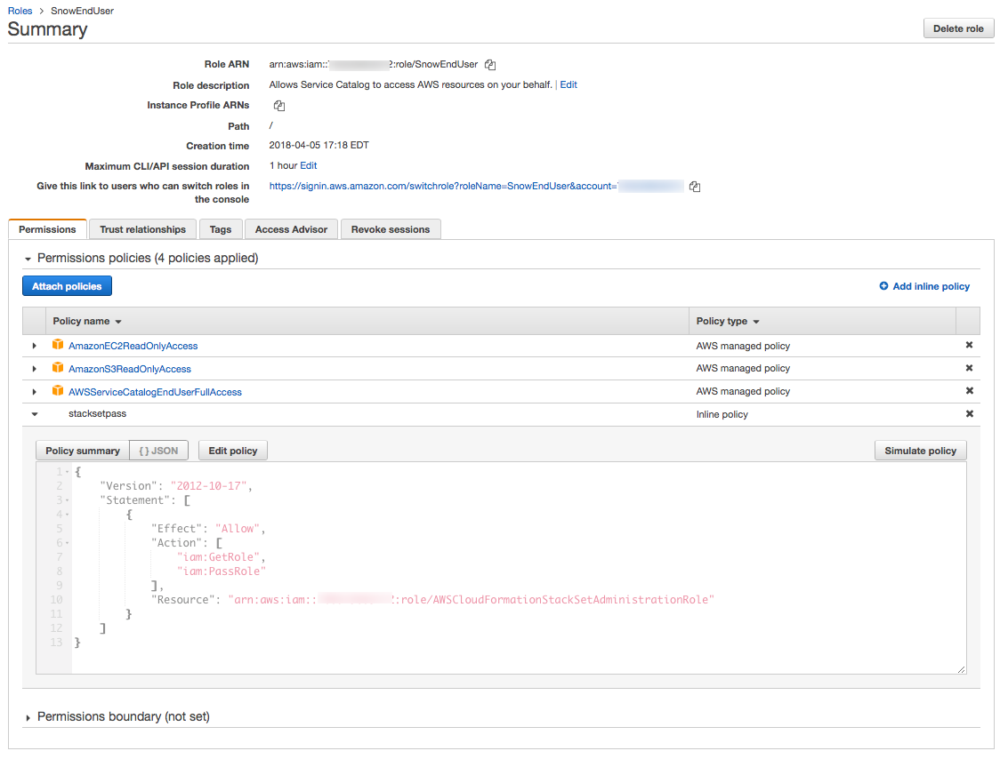 Roles > SnowEndUser
Summary
Delete role
Role ARN arn:aws:iam:: 2:role/SnowEndUser
Role description Allows Service Catalog to access AWS resources on your behalf. | Edit
Instance Profile ARNs
Path /
Creation time 2018-04-05 17:18 EDT
Maximum CLI/API session duration 1 hour Edit
Give this link to users who can switch roles in
the console
https://signin.aws.amazon.com/switchrole?roleName=SnowEndUser&account=
Permissions Trust relationships Tags Access Advisor Revoke sessions
Permissions policies (4 policies applied)
Attach policies Add inline policy
Policy name Policy type
AmazonEC2ReadOnlyAccess AWS managed policy
AmazonS3ReadOnlyAccess AWS managed policy
AWSServiceCatalogEndUserFullAccess AWS managed policy
stacksetpass Inline policy
Policy summary { } JSON Edit policy Simulate policy
1 {
2 "Version": "2012-10-17",
3 "Statement": [
4 {
5 "Effect": "Allow",
6 "Action": [
7 "iam:GetRole",
8 "iam:PassRole"
9 ],
10 "Resource": "arn:aws:iam:: :role/AWSCloudFormationStackSetAdministrationRole"
11 }
12 ]
13 }
Permissions boundary (not set)